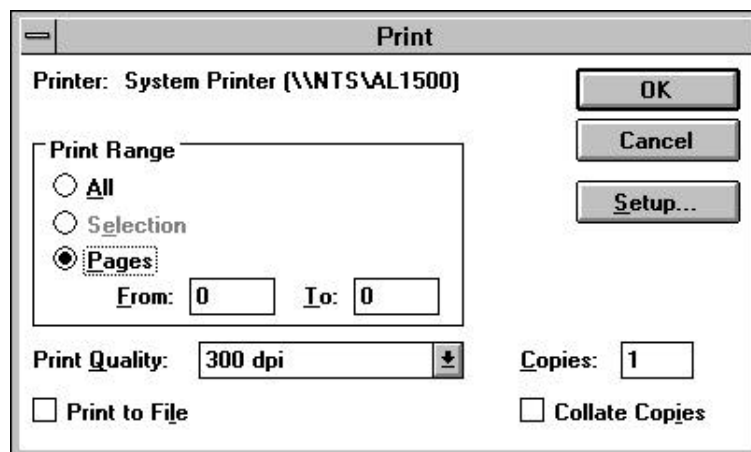 Print
Printer: System Printer (\\NTS\AL1500)
OK
Cancel
Setup...
Print Range
All
Selection
Pages
From: 0 To: 0
Print Quality: 300 dpi
Copies: 1
Print to File
Collate Copies